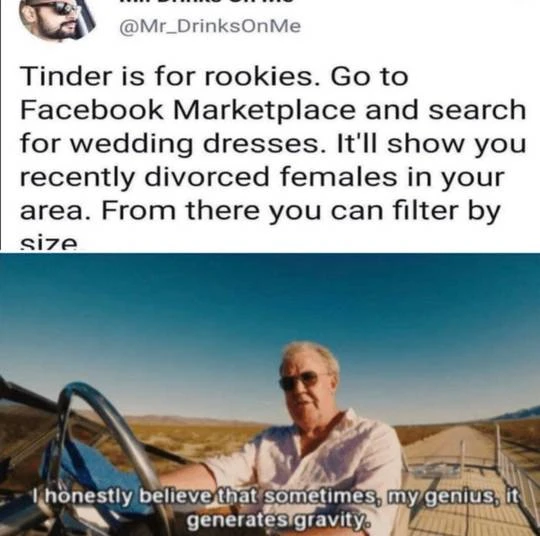 @Mr_DrinksOnMe
Tinder is for rookies. Go to
Facebook Marketplace and search
for wedding dresses. It'll show you
recently divorced females in your
area. From there you can filter by
size.
I honestly believe that sometimes, my genius, it
generates gravity.